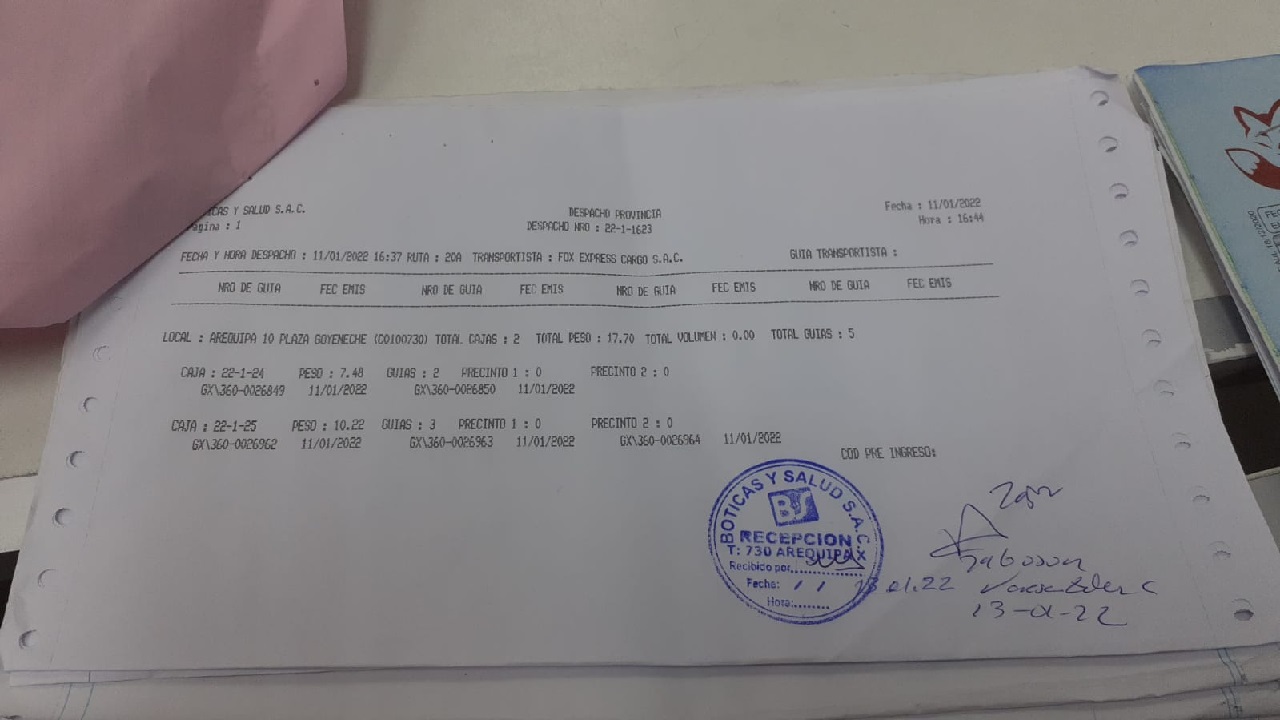 ICAS Y SALUD S.A.C.
DESPACHO PROVINCIA
Fecha : 11/01/2022
Página : 1
DESPACHO NRO : 22-1-1623
Hora : 16:44
FECHA Y HORA DESPACHO : 11/01/2022 16:37 RUTA : 20A TRANSPORTISTA : FOX EXPRESS CARGO S.A.C. GUIA TRANSPORTISTA :
NRO DE GUIA FEC EMIS NRO DE GUIA FEC EMIS NRO DE GUIA FEC EMIS NRO DE GUIA FEC EMIS
LOCAL : AREQUIPA 10 PLAZA GOYENECHE (C0100730) TOTAL CAJAS : 2 TOTAL PESO : 17.70 TOTAL VOLUMEN : 0.00 TOTAL GUIAS : 5
CAJA : 22-1-24 PESO : 7.48 GUIAS : 2 PRECINTO 1 : 0 PRECINTO 2 : 0
GX\360-0026849 11/01/2022 GX\360-0026850 11/01/2022
CAJA : 22-1-25 PESO : 10.22 GUIAS : 3 PRECINTO 1 : 0 PRECINTO 2 : 0
GX\360-0026962 11/01/2022 GX\360-0026963 11/01/2022 GX\360-0026964 11/01/2022
COD PRE INGRESO:
BOTICAS Y SALUD S.A.C.
BS
RECEPCION
T: 730 AREQUIPA
Recibido por
Fecha: / / 13.01.22
Hora:
13-01-22